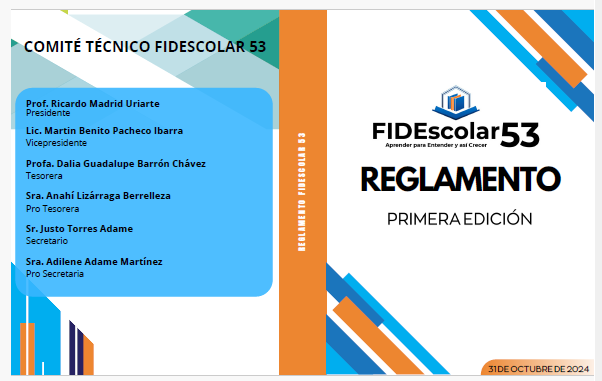 COMITÉ TÉCNICO FIDESCOLAR 53
Prof. Ricardo Madrid Uriarte
Presidente
Lic. Martin Benito Pacheco Ibarra
Vicepresidente
Profa. Dalia Guadalupe Barrón Chávez
Tesorera
Sra. Anahí Lizárraga Berrelleza
Pro Tesorera
Sr. Justo Torres Adame
Secretario
Sra. Adilene Adame Martínez
Pro Secretaria
REGLAMENTO FIDESCOLAR 53
FIDEscolar 53
Aprender para Entender y así Crecer
REGLAMENTO
PRIMERA EDICIÓN
31 DE OCTUBRE DE 2024